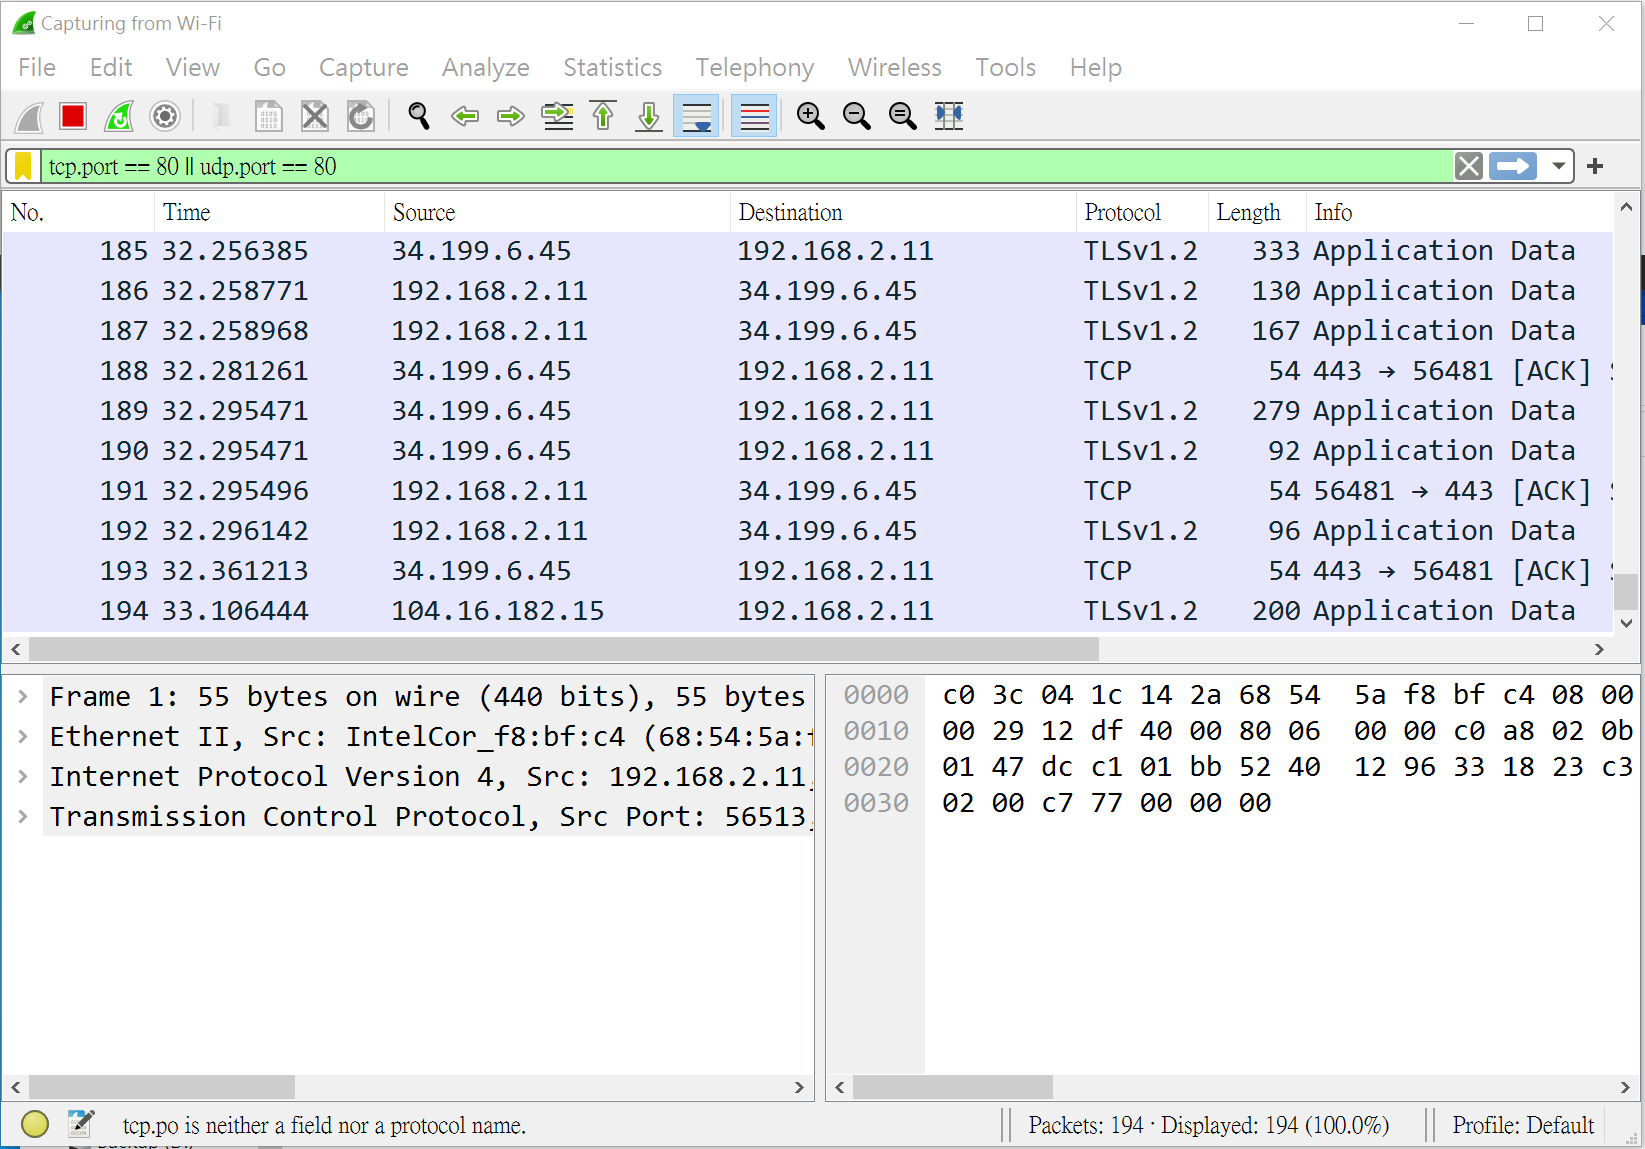 Capturing from Wi-Fi
File Edit View Go Capture Analyze Statistics Telephony Wireless Tools Help
tcp.port == 80 || udp.port == 80
No. Time Source Destination Protocol Length Info
185 32.256385 34.199.6.45 192.168.2.11 TLSv1.2 333 Application Data
186 32.258771 192.168.2.11 34.199.6.45 TLSv1.2 130 Application Data
187 32.258968 192.168.2.11 34.199.6.45 TLSv1.2 167 Application Data
188 32.281261 34.199.6.45 192.168.2.11 TCP 54 443 → 56481 [ACK]
189 32.295471 34.199.6.45 192.168.2.11 TLSv1.2 279 Application Data
190 32.295471 34.199.6.45 192.168.2.11 TLSv1.2 92 Application Data
191 32.295496 192.168.2.11 34.199.6.45 TCP 54 56481 → 443 [ACK]
192 32.296142 192.168.2.11 34.199.6.45 TLSv1.2 96 Application Data
193 32.361213 34.199.6.45 192.168.2.11 TCP 54 443 → 56481 [ACK]
194 33.106444 104.16.182.15 192.168.2.11 TLSv1.2 200 Application Data
Frame 1: 55 bytes on wire (440 bits), 55 bytes
Ethernet II, Src: IntelCor_f8:bf:c4 (68:54:5a:f
Internet Protocol Version 4, Src: 192.168.2.11,
Transmission Control Protocol, Src Port: 56513,
0000 c0 3c 04 1c 14 2a 68 54 5a f8 bf c4 08 00
0010 00 29 12 df 40 00 80 06 00 00 c0 a8 02 0b
0020 01 47 dc c1 01 bb 52 40 12 96 33 18 23 c3
0030 02 00 c7 77 00 00 00
tcp.po is neither a field nor a protocol name. Packets: 194 · Displayed: 194 (100.0%) Profile: Default